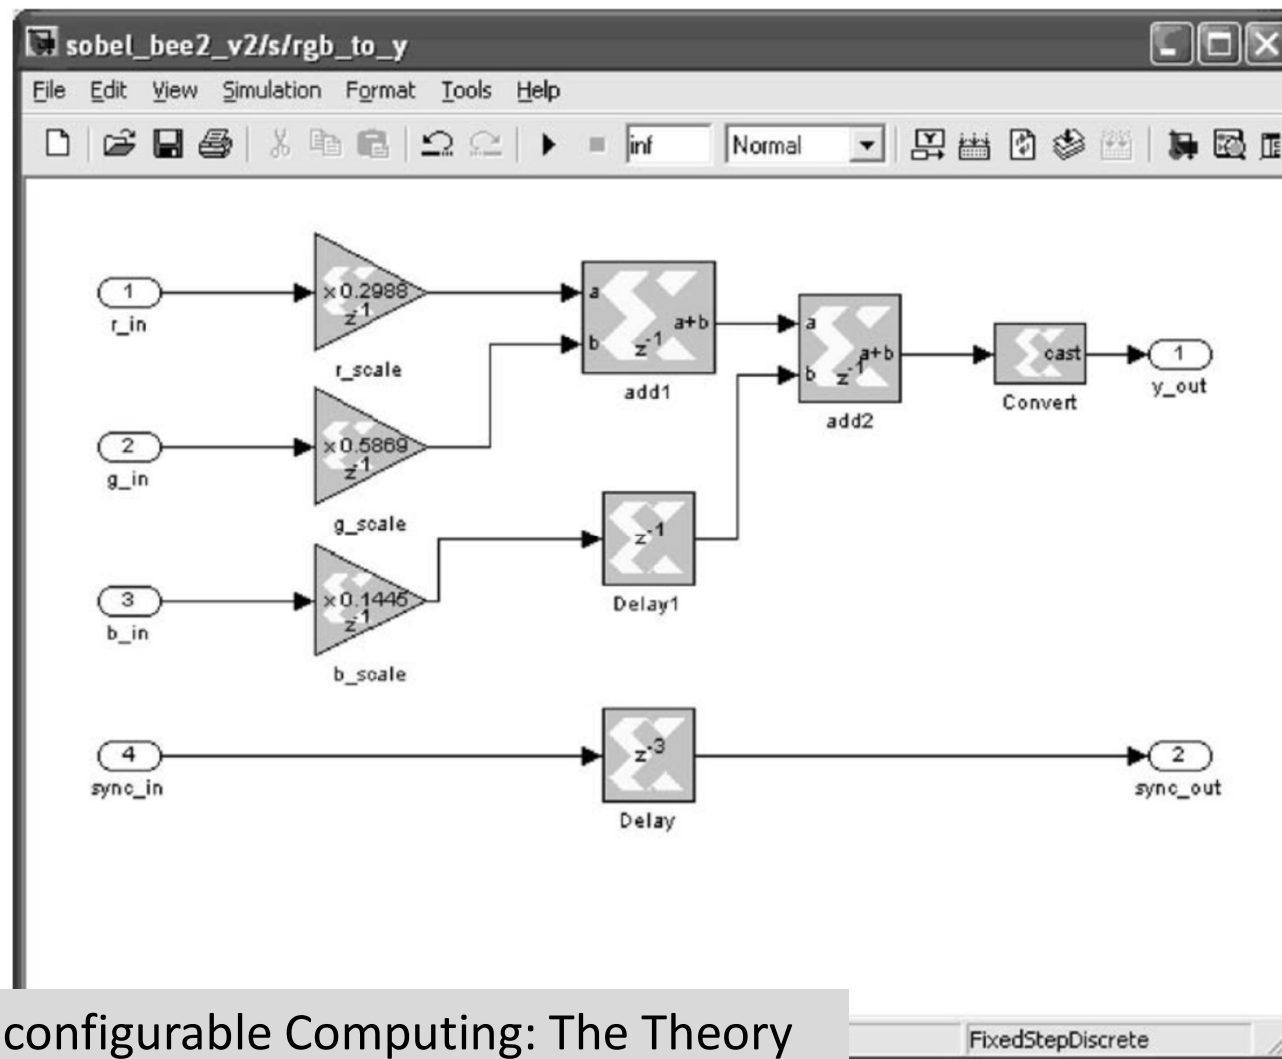 sobel_bee2_v2/s/rgb_to_y
File Edit View Simulation Format Tools Help
inf Normal
1
r_in
x 0.2988
z-1
r_scale
a
b
a+b
z-1
add1
a
b
a+b
z-1
add2
cast
Convert
1
y_out
2
g_in
x 0.5869
z-1
g_scale
z-1
Delay1
3
b_in
x 0.1445
z-1
b_scale
4
sync_in
z-3
Delay
2
sync_out
configurable Computing: The Theory
FixedStepDiscrete